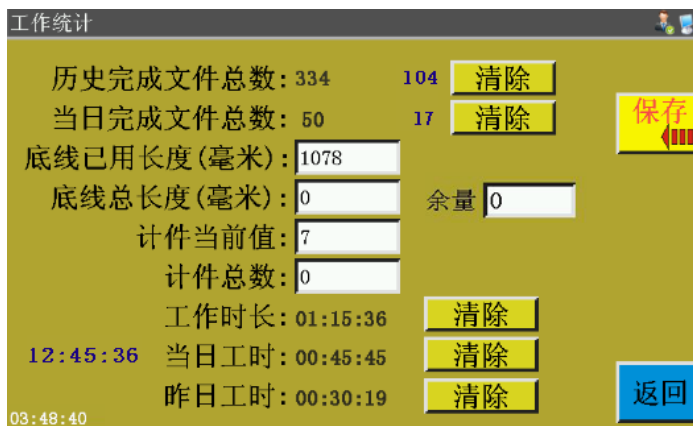 工作统计
历史完成文件总数: 334 104 清除
当日完成文件总数: 50 17 清除
保存
底线已用长度(毫米): 1078
底线总长度(毫米): 0 余量 0
计件当前值: 7
计件总数: 0
工作时长: 01:15:36 清除
12:45:36 当日工时: 00:45:45 清除
昨日工时: 00:30:19 清除
返回
03:48:40